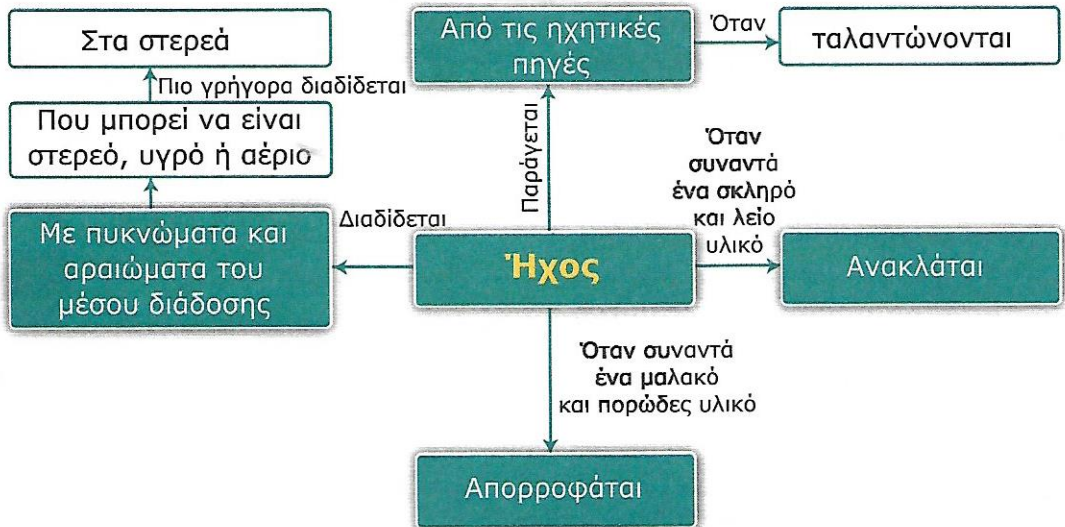 Στα στερεά
Πιο γρήγορα διαδίδεται
Που μπορεί να είναι
στερεό, υγρό ή αέριο
Με πυκνώματα και
αραιώματα του
μέσου διάδοσης
Διαδίδεται
Από τις ηχητικές
πηγές
Όταν
ταλαντώνονται
Παράγεται
Ήχος
Όταν
συναντά
ένα σκληρό
και λείο
υλικό
Ανακλάται
Όταν συναντά
ένα μαλακό
και πορώδες υλικό
Απορροφάται